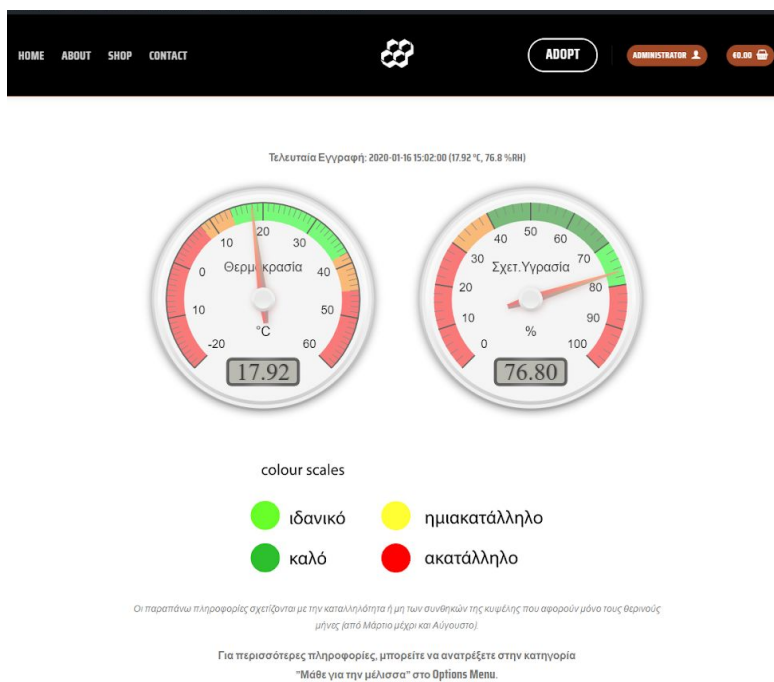 HOME ABOUT SHOP CONTACT ADOPT ADMINISTRATOR €0.00
Τελευταία Εγγραφή: 2020-01-16 15:02:00 (17.92 °C, 76.8 %RH)
-20 10 0 10 20 30 40 50 60
Θερμοκρασία
°C
17.92
0 10 20 30 40 50 60 70 80 90 100
Σχετ.Υγρασία
%
76.80
colour scales
ιδανικό ημιακατάλληλο
καλό ακατάλληλο
Οι παραπάνω πληροφορίες σχετίζονται με την καταλληλότητα ή μη των συνθηκών της κυψέλης που αφορούν μόνο τους θερινούς
μήνες (από Μάρτιο μέχρι και Αύγουστο)
Για περισσότερες πληροφορίες, μπορείτε να ανατρέξετε στην κατηγορία
"Μάθε για την μέλισσα" στο Options Menu.